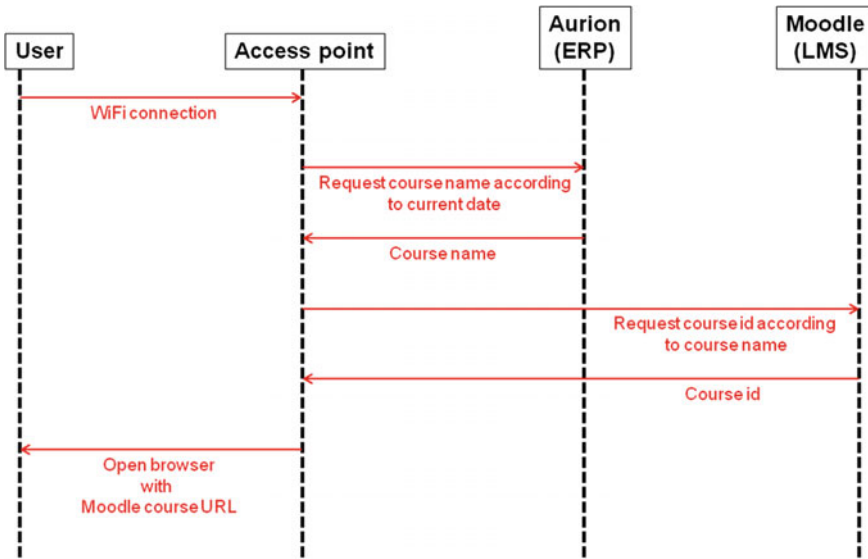 User
Access point
Aurion
(ERP)
Moodle
(LMS)
WiFi connection
Request course name according
to current date
Course name
Request course id according
to course name
Course id
Open browser
with
Moodle course URL